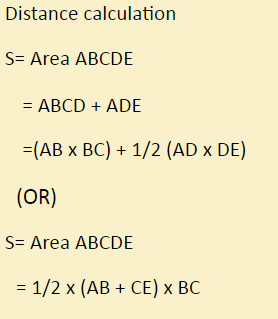 Distance calculation
S= Area ABCDE
= ABCD + ADE
=(AB x BC) + 1/2 (AD x DE)
(OR)
S= Area ABCDE
= 1/2 x (AB + CE) x BC